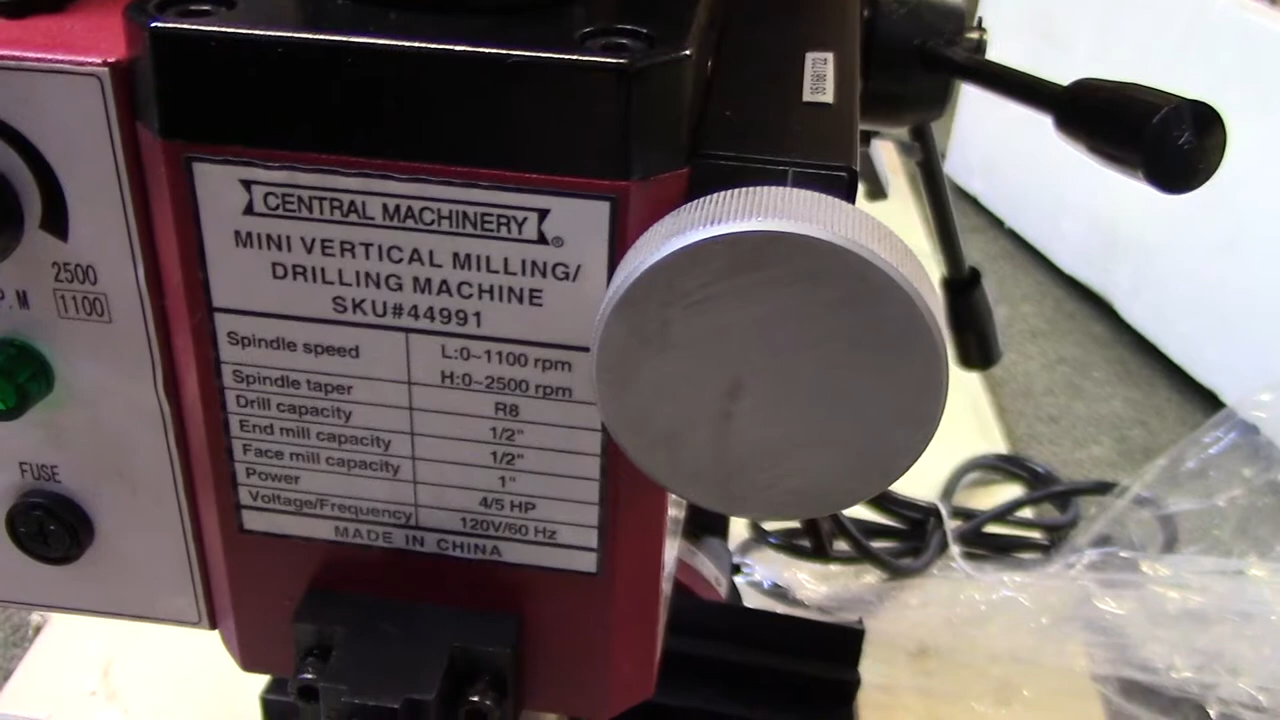 351681722
CENTRAL MACHINERY®
MINI VERTICAL MILLING/
DRILLING MACHINE
SKU#44991
Spindle speed L:0~1100 rpm
H:0~2500 rpm
Spindle taper R8
Drill capacity 1/2"
End mill capacity 1/2"
Face mill capacity 1"
Power 4/5 HP
Voltage/Frequency 120V/60 Hz
MADE IN CHINA
2500
P.M 1100
FUSE